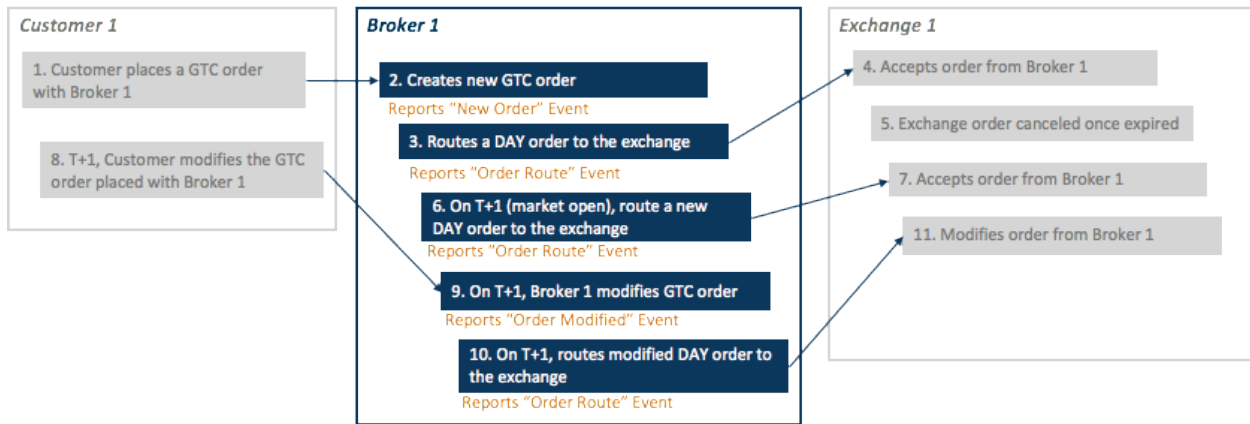 Customer 1
1. Customer places a GTC order
with Broker 1
8. T+1, Customer modifies the GTC
order placed with Broker 1
Broker 1
2. Creates new GTC order
Reports "New Order" Event
3. Routes a DAY order to the exchange
Reports "Order Route" Event
6. On T+1 (market open), route a new
DAY order to the exchange
Reports "Order Route" Event
9. On T+1, Broker 1 modifies GTC order
Reports "Order Modified" Event
10. On T+1, routes modified DAY order to
the exchange
Reports "Order Route" Event
Exchange 1
4. Accepts order from Broker 1
5. Exchange order canceled once expired
7. Accepts order from Broker 1
11. Modifies order from Broker 1